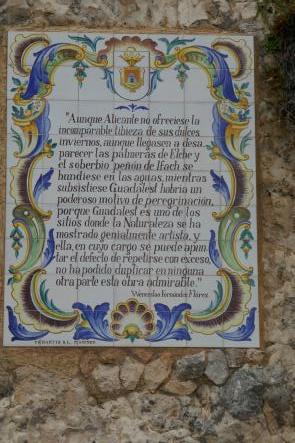 "Aunque Alicante no ofreciese la
incomparable tibieza de sus dulces
inviernos, aunque llegasen a desa
parecer las palmeras de Elche y
el soberbio peñón de Ifach se
hundiese en las aguas, mientras
subsistiese Guadalest habría un
poderoso motivo de peregrinación,
porque Guadalest es uno de los
sitios donde la Naturaleza se ha
mostrado genialmente artista, y
ella, en cuyo cargo se puede apun
tar el defecto de repetirse con exceso,
no ha podido duplicar en ninguna
otra parte esta obra admirable."
Wenceslao Fernández Flórez.